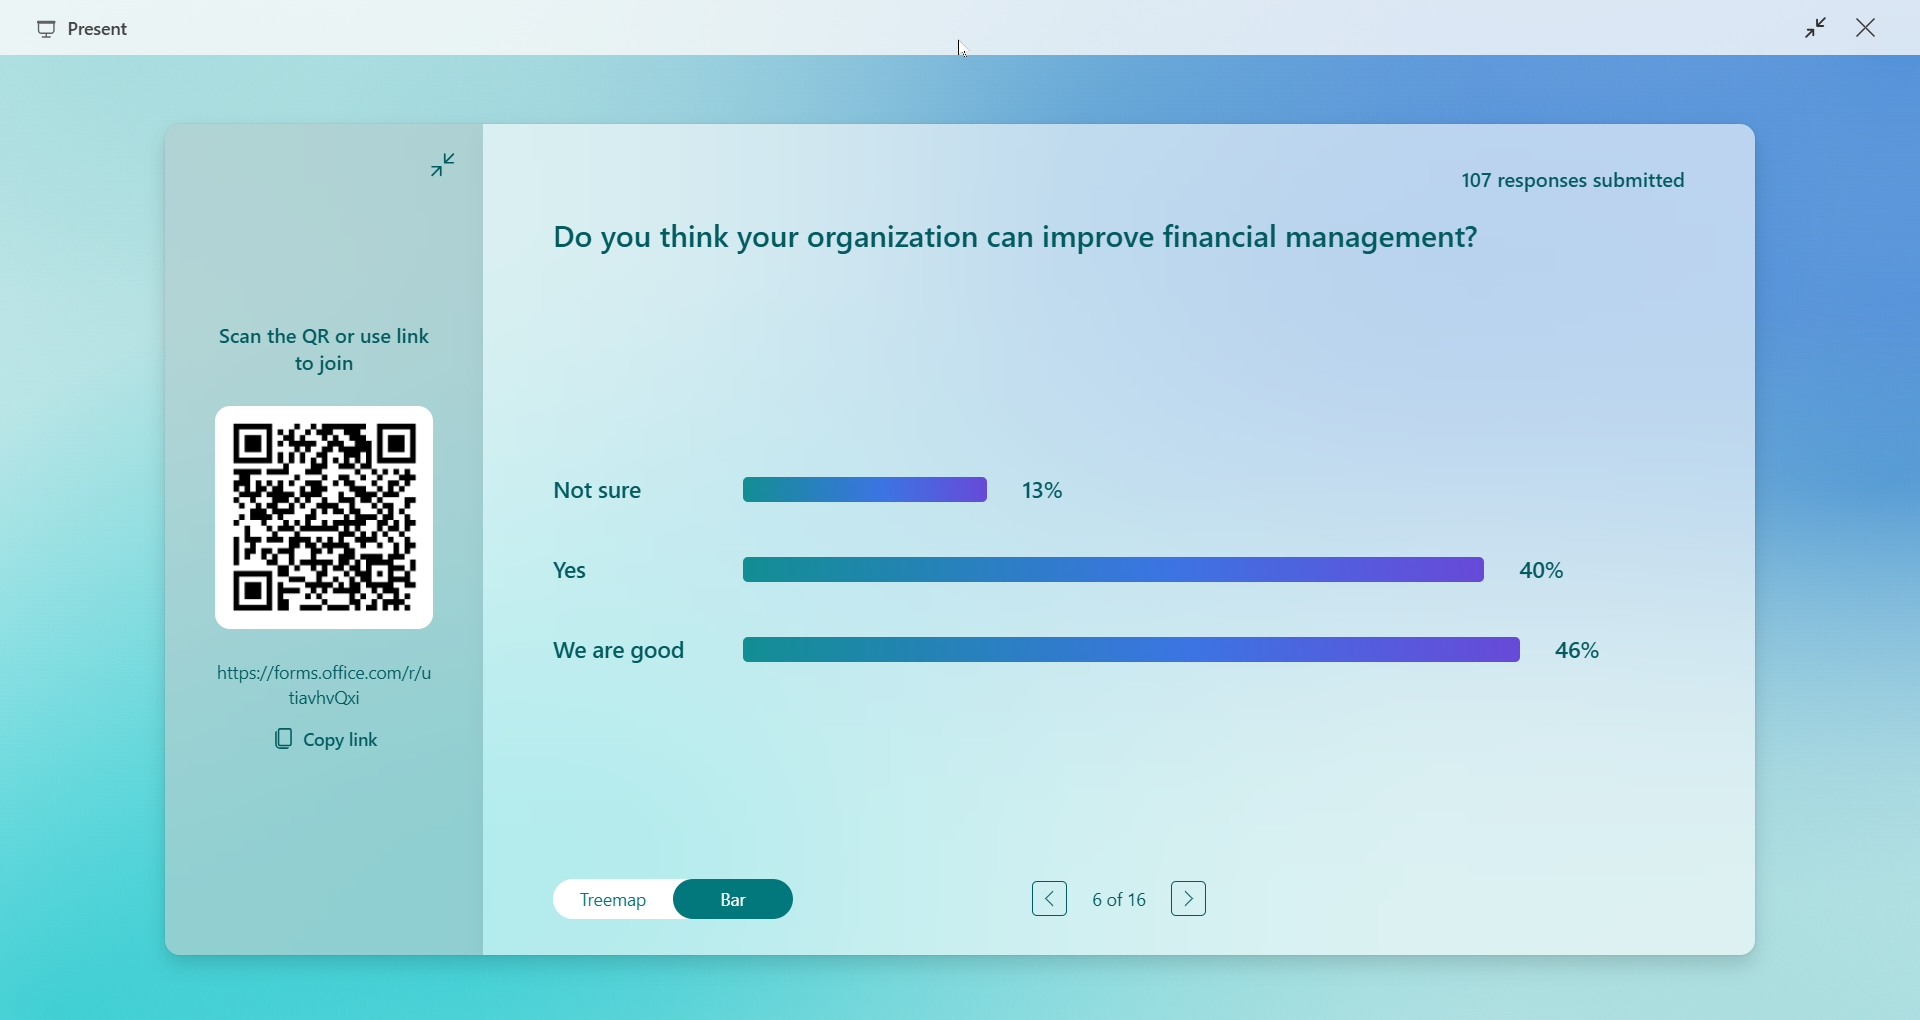 Present
107 responses submitted
Do you think your organization can improve financial management?
Scan the QR or use link
to join
https://forms.office.com/r/u
tiavhvQxi
Copy link
Not sure 13%
Yes 40%
We are good 46%
Treemap Bar
6 of 16